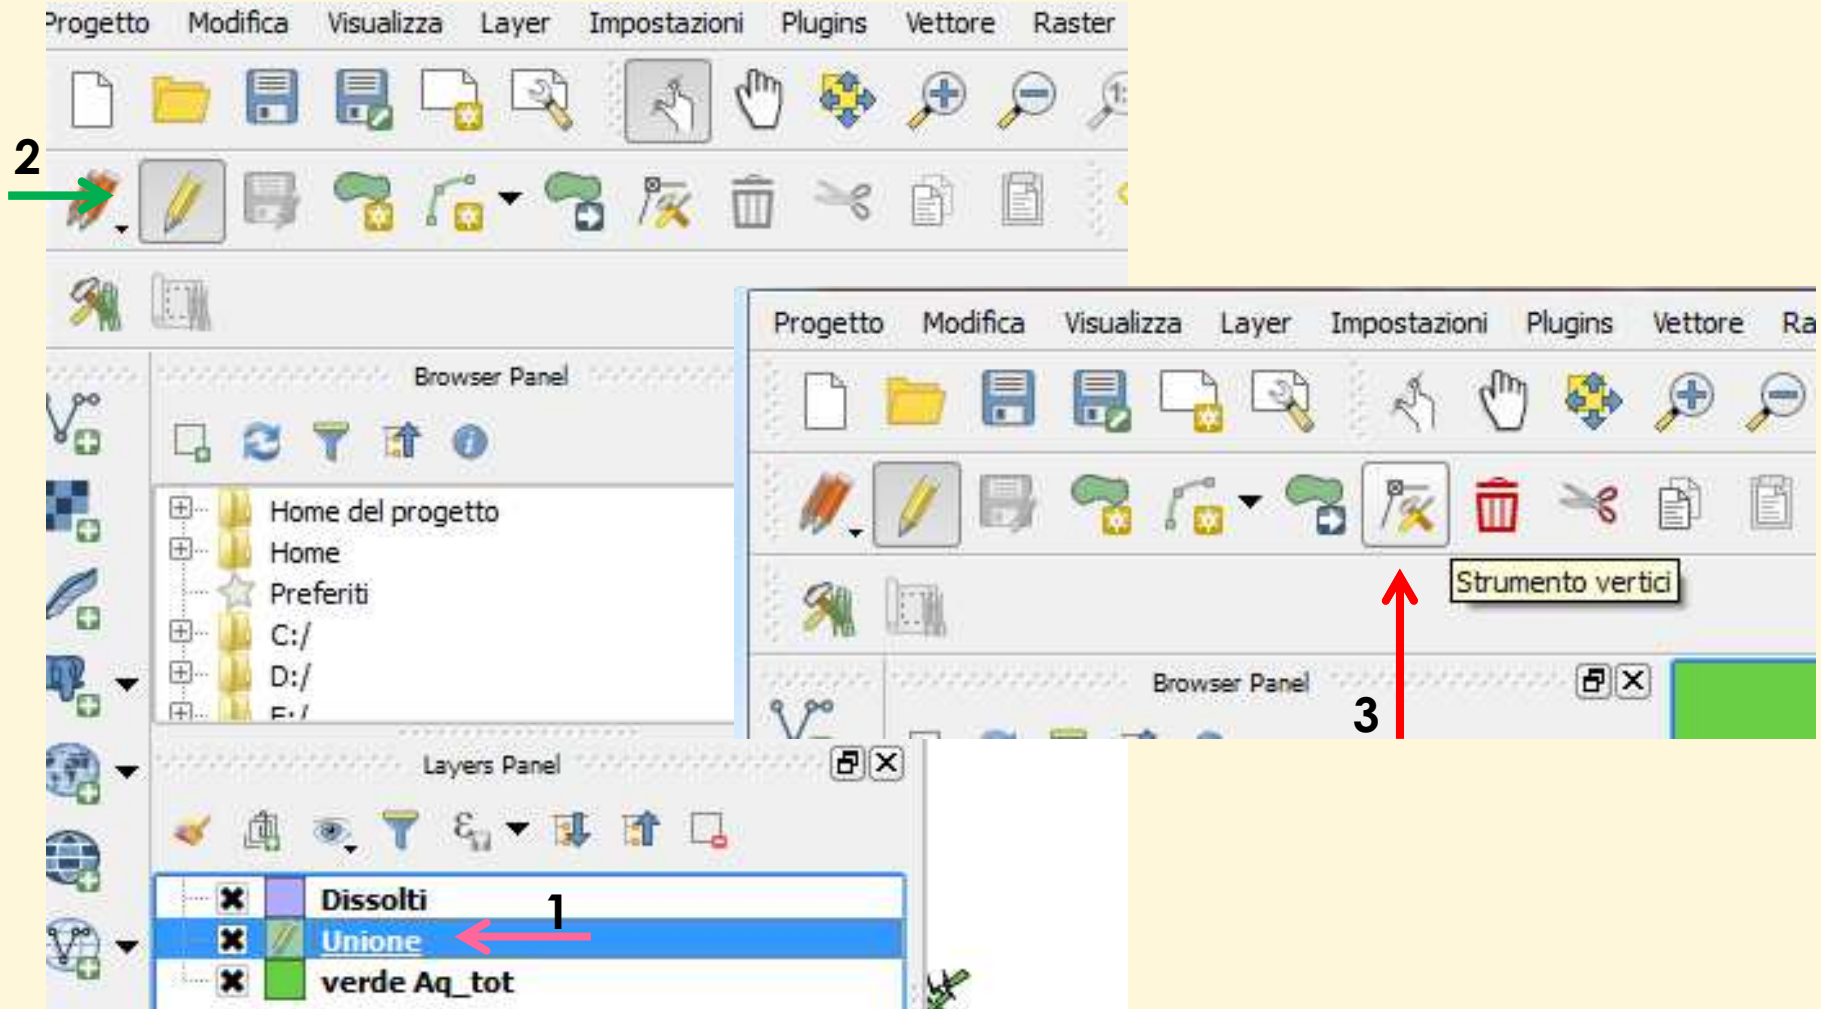 Progetto Modifica Visualizza Layer Impostazioni Plugins Vettore Raster
2
Browser Panel
Home del progetto
Home
Preferiti
C:/
D:/
E:/
Layers Panel
1
Dissolti
Unione
verde Aq_tot
Progetto Modifica Visualizza Layer Impostazioni Plugins Vettore Ra
Strumento vertici
Browser Panel
3